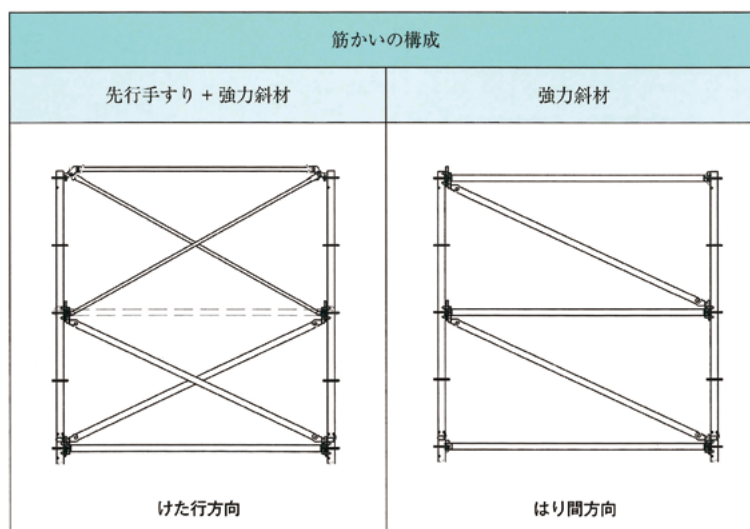 筋かいの構成
先行手すり + 強力斜材
強力斜材
けた行方向
はり間方向